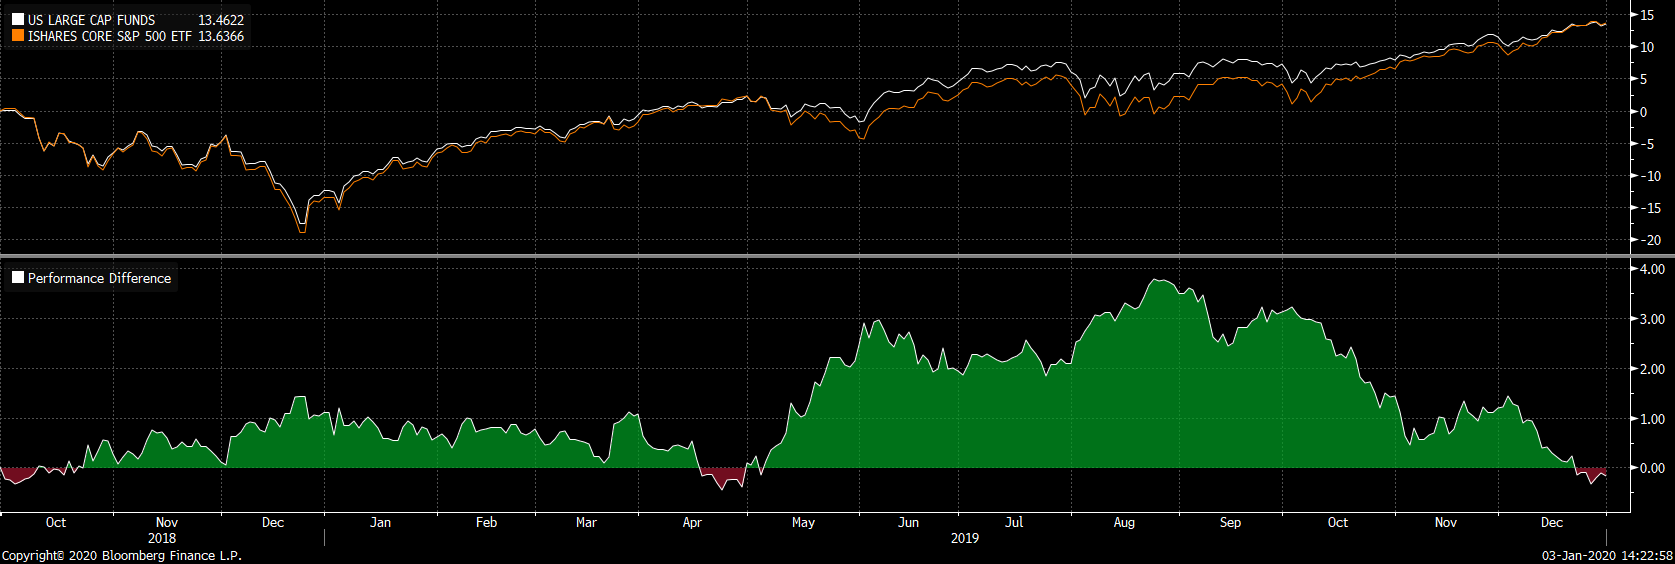 US LARGE CAP FUNDS 13.4622
ISHARES CORE S&P 500 ETF 13.6366
15
10
5
0
-5
-10
-15
-20
Performance Difference
4.00
3.00
2.00
1.00
0.00
Oct Nov Dec Jan Feb Mar Apr May Jun Jul Aug Sep Oct Nov Dec
2018 2019
Copyright© 2020 Bloomberg Finance L.P. 03-Jan-2020 14:22:58